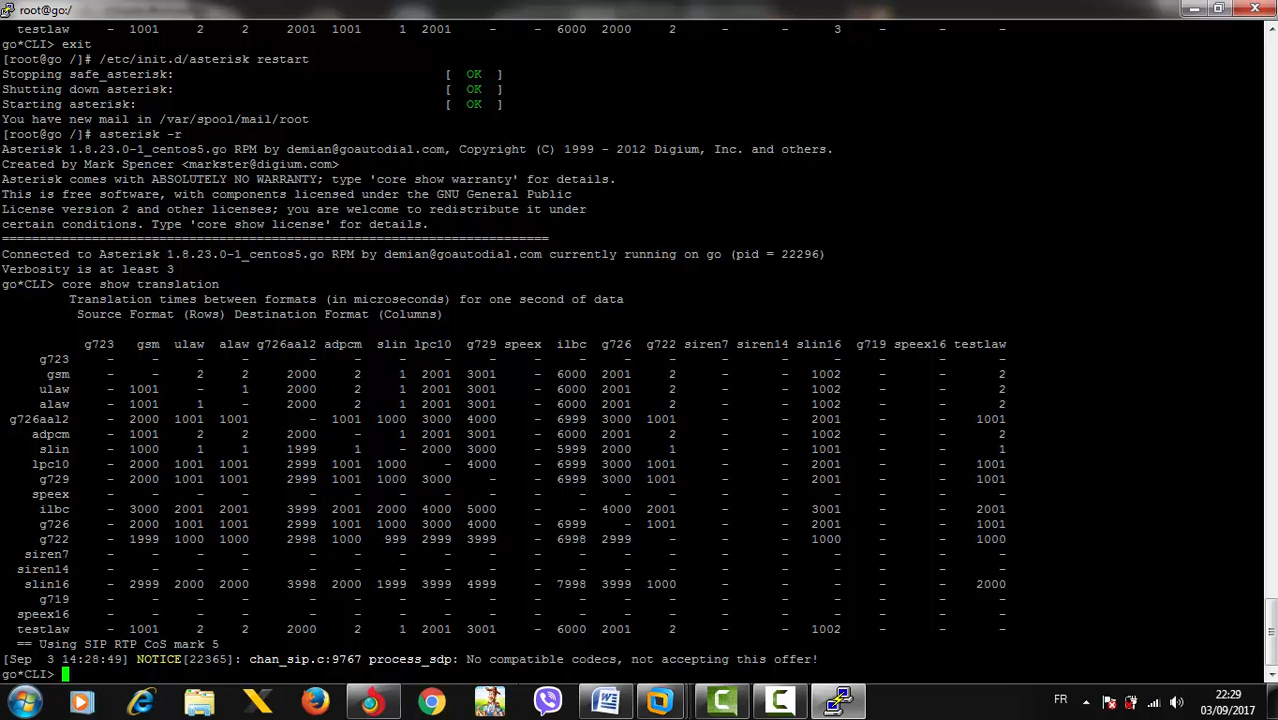 root@go:/
testlaw - 1001 2 2 2001 1001 1 2001 - - 6000 2000 2 - - 3 - - -
go*CLI> exit
[root@go /]# /etc/init.d/asterisk restart
Stopping safe_asterisk: [ OK ]
Shutting down asterisk: [ OK ]
Starting asterisk: [ OK ]
You have new mail in /var/spool/mail/root
[root@go /]# asterisk -r
Asterisk 1.8.23.0-1_centos5.go RPM by demian@goautodial.com, Copyright (C) 1999 - 2012 Digium, Inc. and others.
Created by Mark Spencer <markster@digium.com>
Asterisk comes with ABSOLUTELY NO WARRANTY; type 'core show warranty' for details.
This is free software, with components licensed under the GNU General Public
License version 2 and other licenses; you are welcome to redistribute it under
certain conditions. Type 'core show license' for details.
=========================================================================
Connected to Asterisk 1.8.23.0-1_centos5.go RPM by demian@goautodial.com currently running on go (pid = 22296)
Verbosity is at least 3
go*CLI> core show translation
Translation times between formats (in microseconds) for one second of data
Source Format (Rows) Destination Format (Columns)
g723 gsm ulaw alaw g726aal2 adpcm slin lpc10 g729 speex ilbc g726 g722 siren7 siren14 slin16 g719 speex16 testlaw
g723 - - - - - - - - - - - - - - - - - - -
gsm - - 2 2 2000 2 1 2001 3001 - 6000 2001 2 - - 1002 - - 2
ulaw - 1001 - 1 2000 2 1 2001 3001 - 6000 2001 2 - - 1002 - - 2
alaw - 1001 1 - 2000 2 1 2001 3001 - 6000 2001 2 - - 1002 - - 2
g726aal2 - 2000 1001 1001 - 1001 1000 3000 4000 - 6999 3000 1001 - - 2001 - - 1001
adpcm - 1001 2 2 2000 - 1 2001 3001 - 6000 2001 2 - - 1002 - - 2
slin - 1000 1 1 1999 1 - 2000 3000 - 5999 2000 1 - - 1001 - - 1
lpc10 - 2000 1001 1001 2999 1001 1000 - 4000 - 6999 3000 1001 - - 2001 - - 1001
g729 - 2000 1001 1001 2999 1001 1000 3000 - - 6999 3000 1001 - - 2001 - - 1001
speex - - - - - - - - - - - - - - - - - - -
ilbc - 3000 2001 2001 3999 2001 2000 4000 5000 - - 4000 2001 - - 3001 - - 2001
g726 - 2000 1001 1001 2999 1001 1000 3000 4000 - 6999 - 1001 - - 2001 - - 1001
g722 - 1999 1000 1000 2998 1000 999 2999 3999 - 6998 2999 - - - 1000 - - 1000
siren7 - - - - - - - - - - - - - - - - - - -
siren14 - - - - - - - - - - - - - - - - - - -
slin16 - 2999 2000 2000 3998 2000 1999 3999 4999 - 7998 3999 1000 - - - - - 2000
g719 - - - - - - - - - - - - - - - - - - -
speex16 - - - - - - - - - - - - - - - - - - -
testlaw - 1001 2 2 2000 2 1 2001 3001 - 6000 2001 2 - - 1002 - - -
== Using SIP RTP CoS mark 5
[Sep 3 14:28:49] NOTICE[22365]: chan_sip.c:9767 process_sdp: No compatible codecs, not accepting this offer!
go*CLI>
FR
22:29
03/09/2017